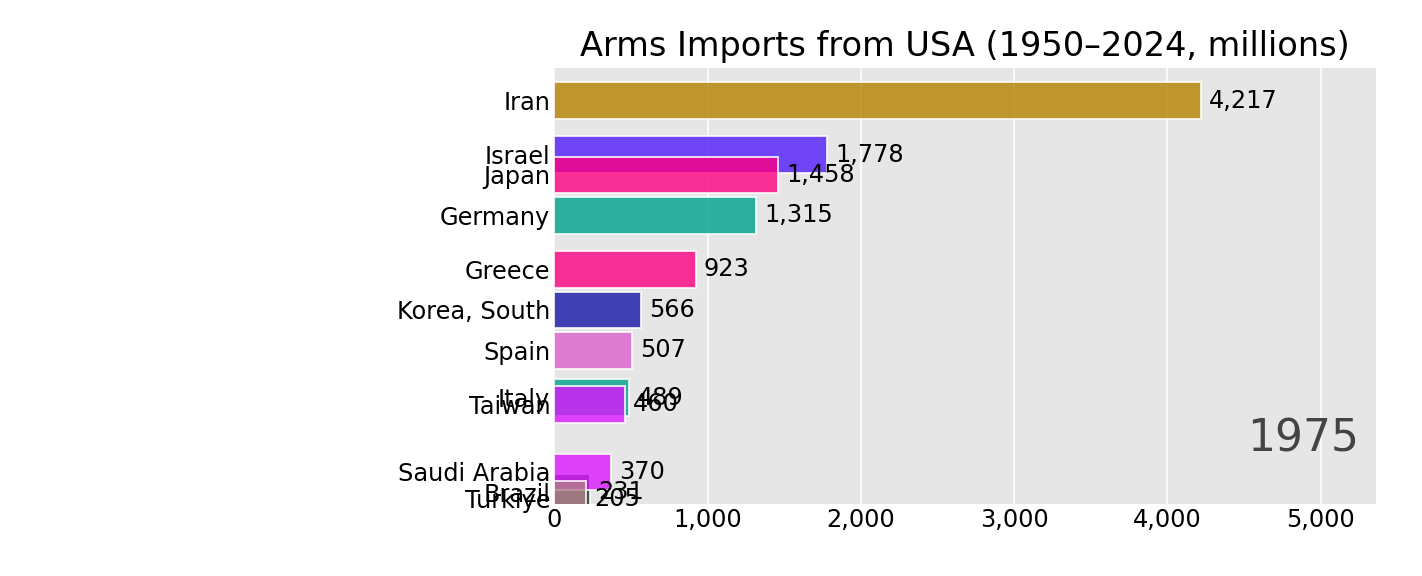 Arms Imports from USA (1950–2024, millions)
Iran 4,217
Israel 1,778
Japan 1,458
Germany 1,315
Greece 923
Korea, South 566
Spain 507
Italy 489
Taiwan 460
1975
Saudi Arabia 370
Brazil 231
Türkiye 205
0 1,000 2,000 3,000 4,000 5,000